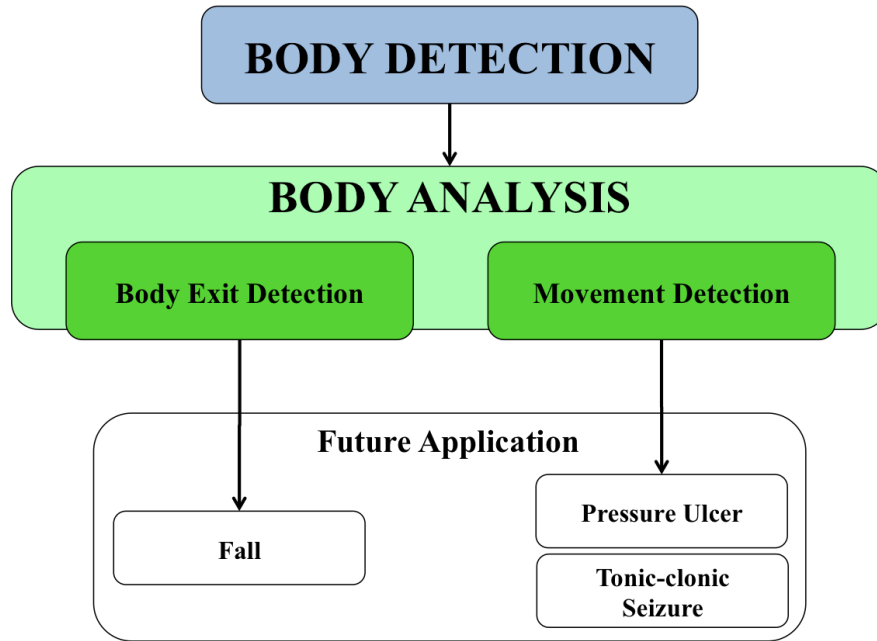 BODY DETECTION
BODY ANALYSIS
Body Exit Detection
Movement Detection
Future Application
Fall
Pressure Ulcer
Tonic-clonic
Seizure